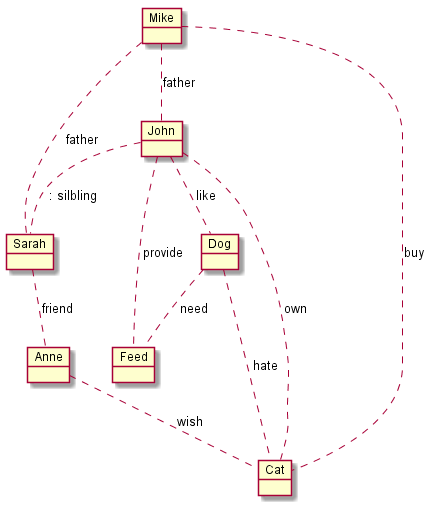 Mike
father
John
father
: silbling
like
Sarah
provide
Dog
buy
friend
need
own
Anne
Feed
hate
wish
Cat